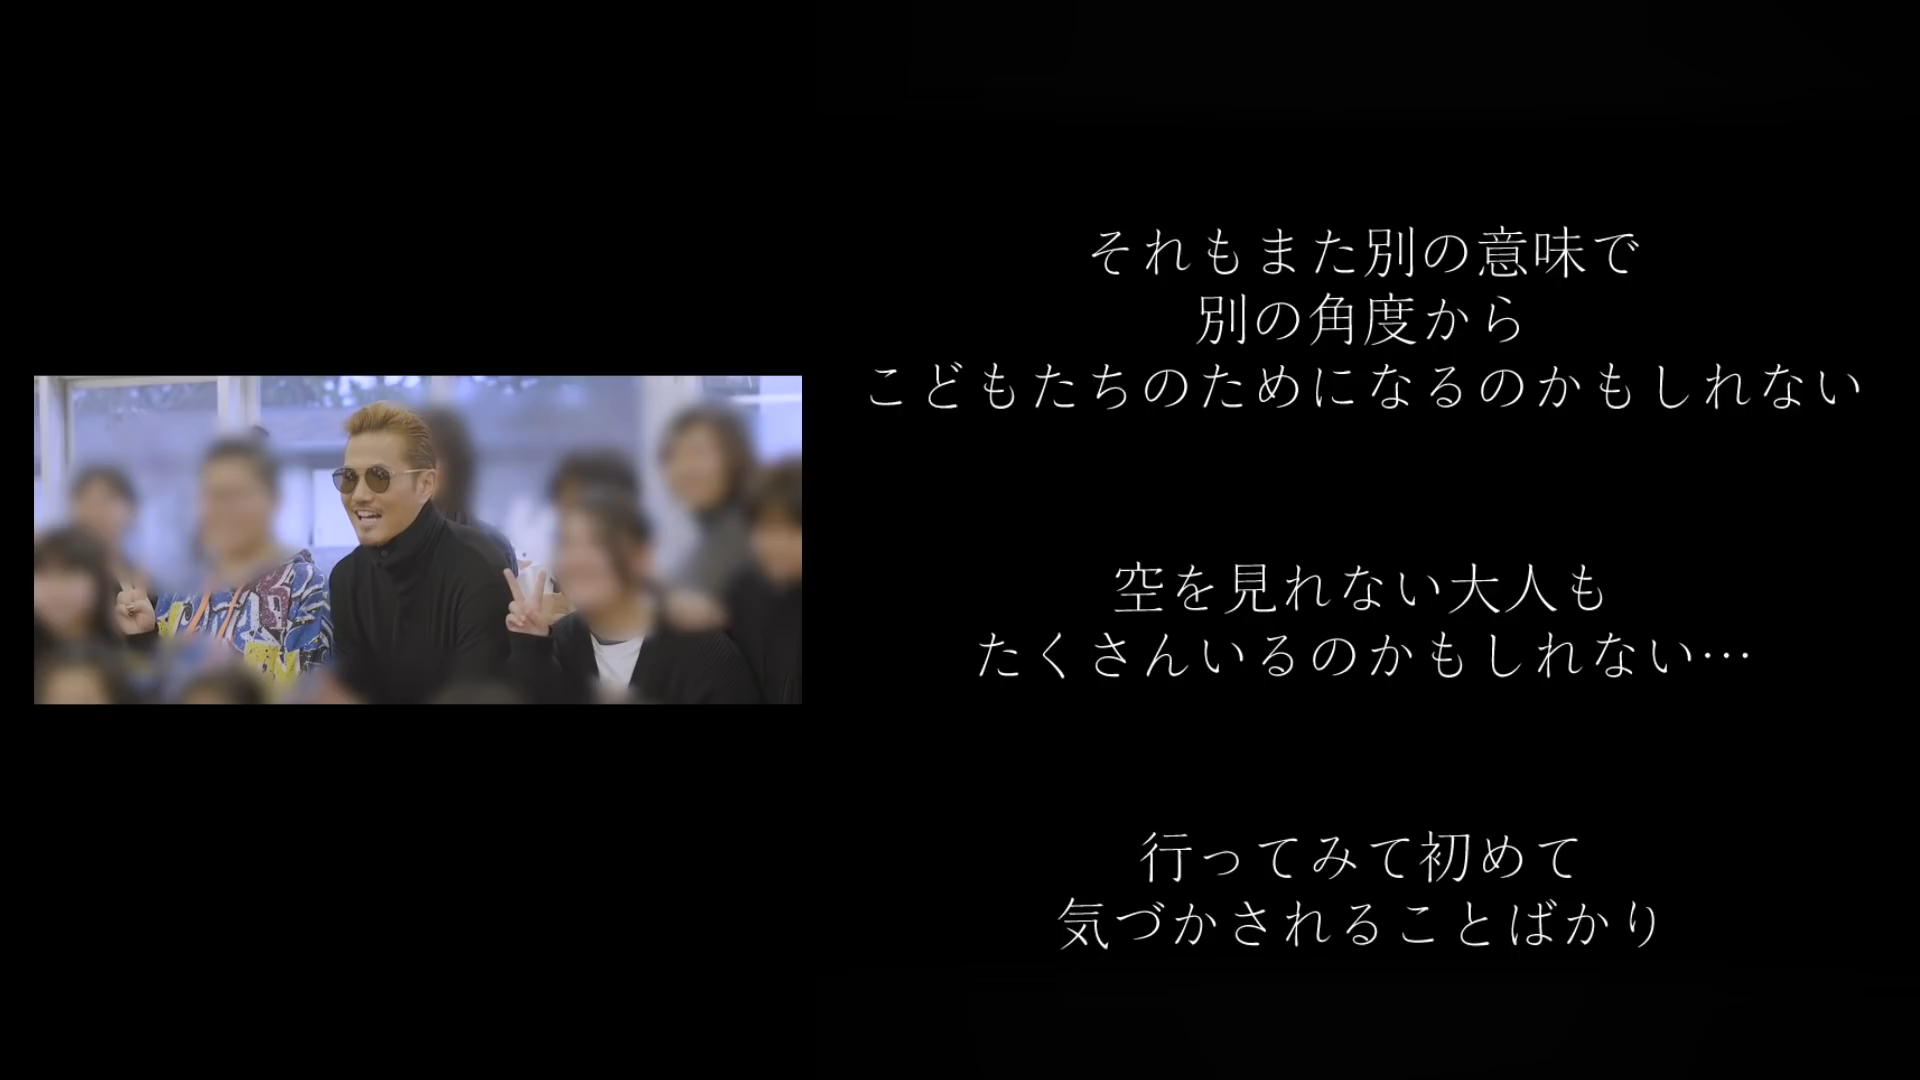 それもまた別の意味で
別の角度から
こどもたちのためになるのかもしれない
空を見れない大人も
たくさんいるのかもしれない…
行ってみて初めて
気づかされることばかり